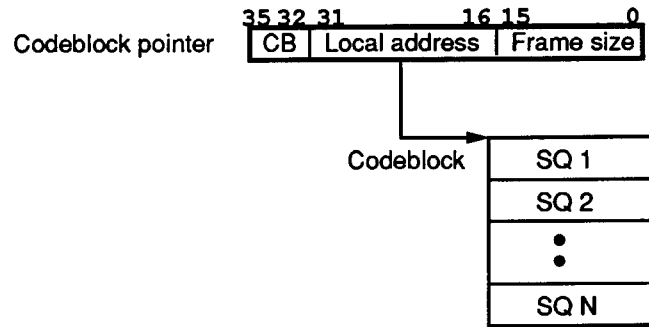 35 32 31 16 15 0
Codeblock pointer CB Local address Frame size
Codeblock SQ 1
SQ 2
SQ N